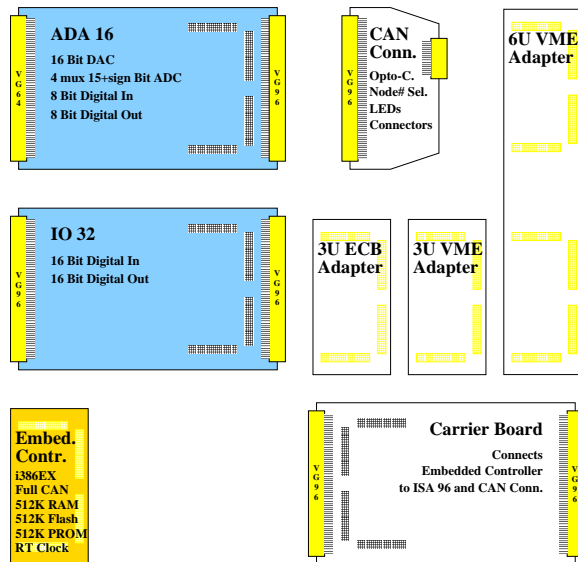 ADA 16
16 Bit DAC
4 mux 15+sign Bit ADC
8 Bit Digital In
8 Bit Digital Out
VG64
VG96
CAN
Conn.
Opto-C.
Node# Sel.
LEDs
Connectors
VG96
6U VME
Adapter
IO 32
16 Bit Digital In
16 Bit Digital Out
VG96
VG96
3U ECB
Adapter
3U VME
Adapter
Embed.
Contr.
i386EX
Full CAN
512K RAM
512K Flash
512K PROM
RT Clock
Carrier Board
Connects
Embedded Controller
to ISA 96 and CAN Conn.
VG96
VG96